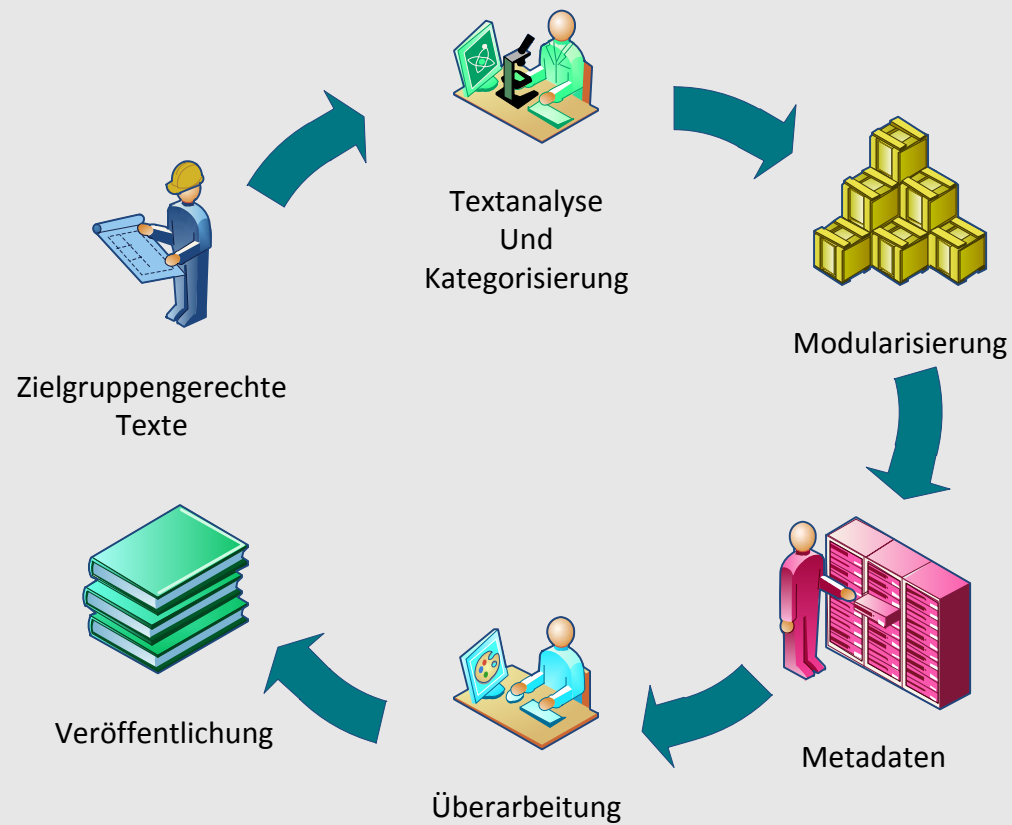 Zielgruppengerechte
Texte
Textanalyse
Und
Kategorisierung
Modularisierung
Metadaten
Überarbeitung
Veröffentlichung